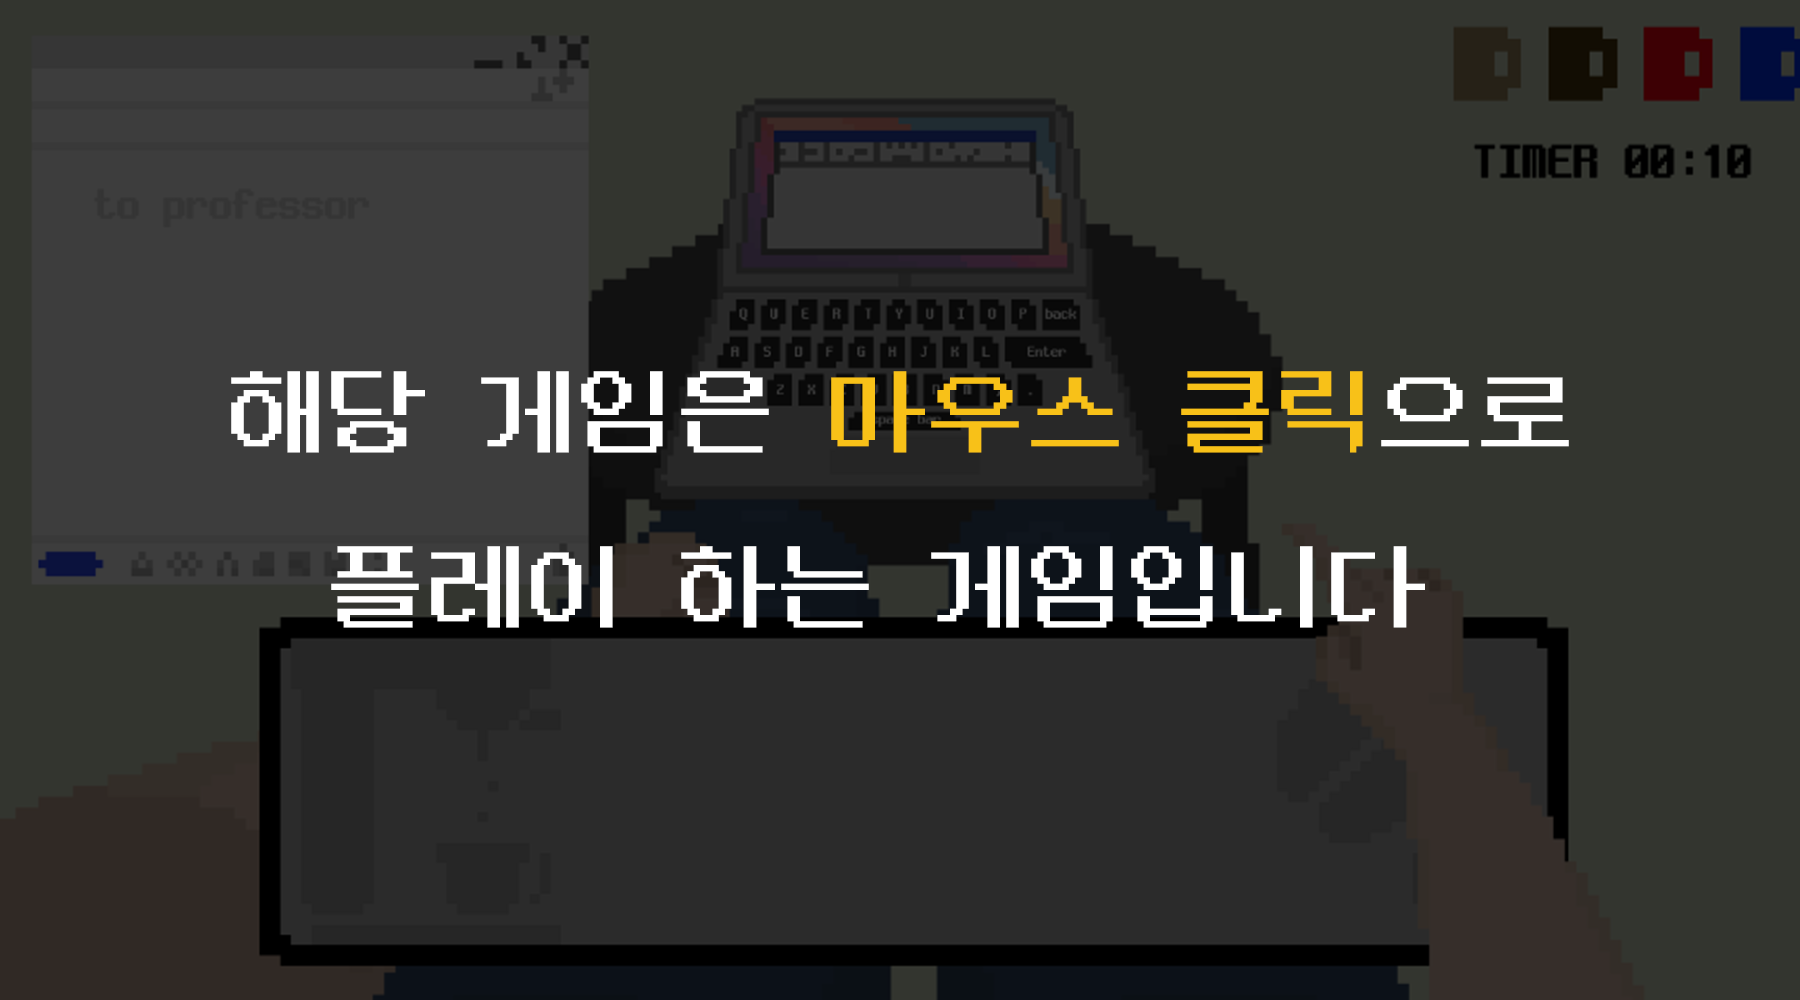 to professor
TIMER 00:10
Q W E R T Y U I O P back
A S D F G H J K L Enter
Z X
해당 게임은 마우스 클릭으로
플레이 하는 게임입니다